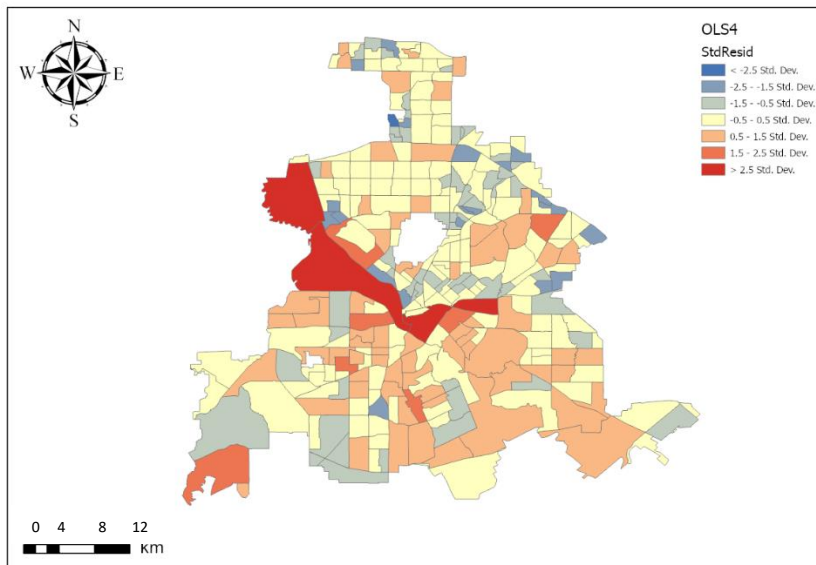 N
W E
S
OLS4
StdResid
< -2.5 Std. Dev.
-2.5 - -1.5 Std. Dev.
-1.5 - -0.5 Std. Dev.
-0.5 - 0.5 Std. Dev.
0.5 - 1.5 Std. Dev.
1.5 - 2.5 Std. Dev.
> 2.5 Std. Dev.
0 4 8 12
Km